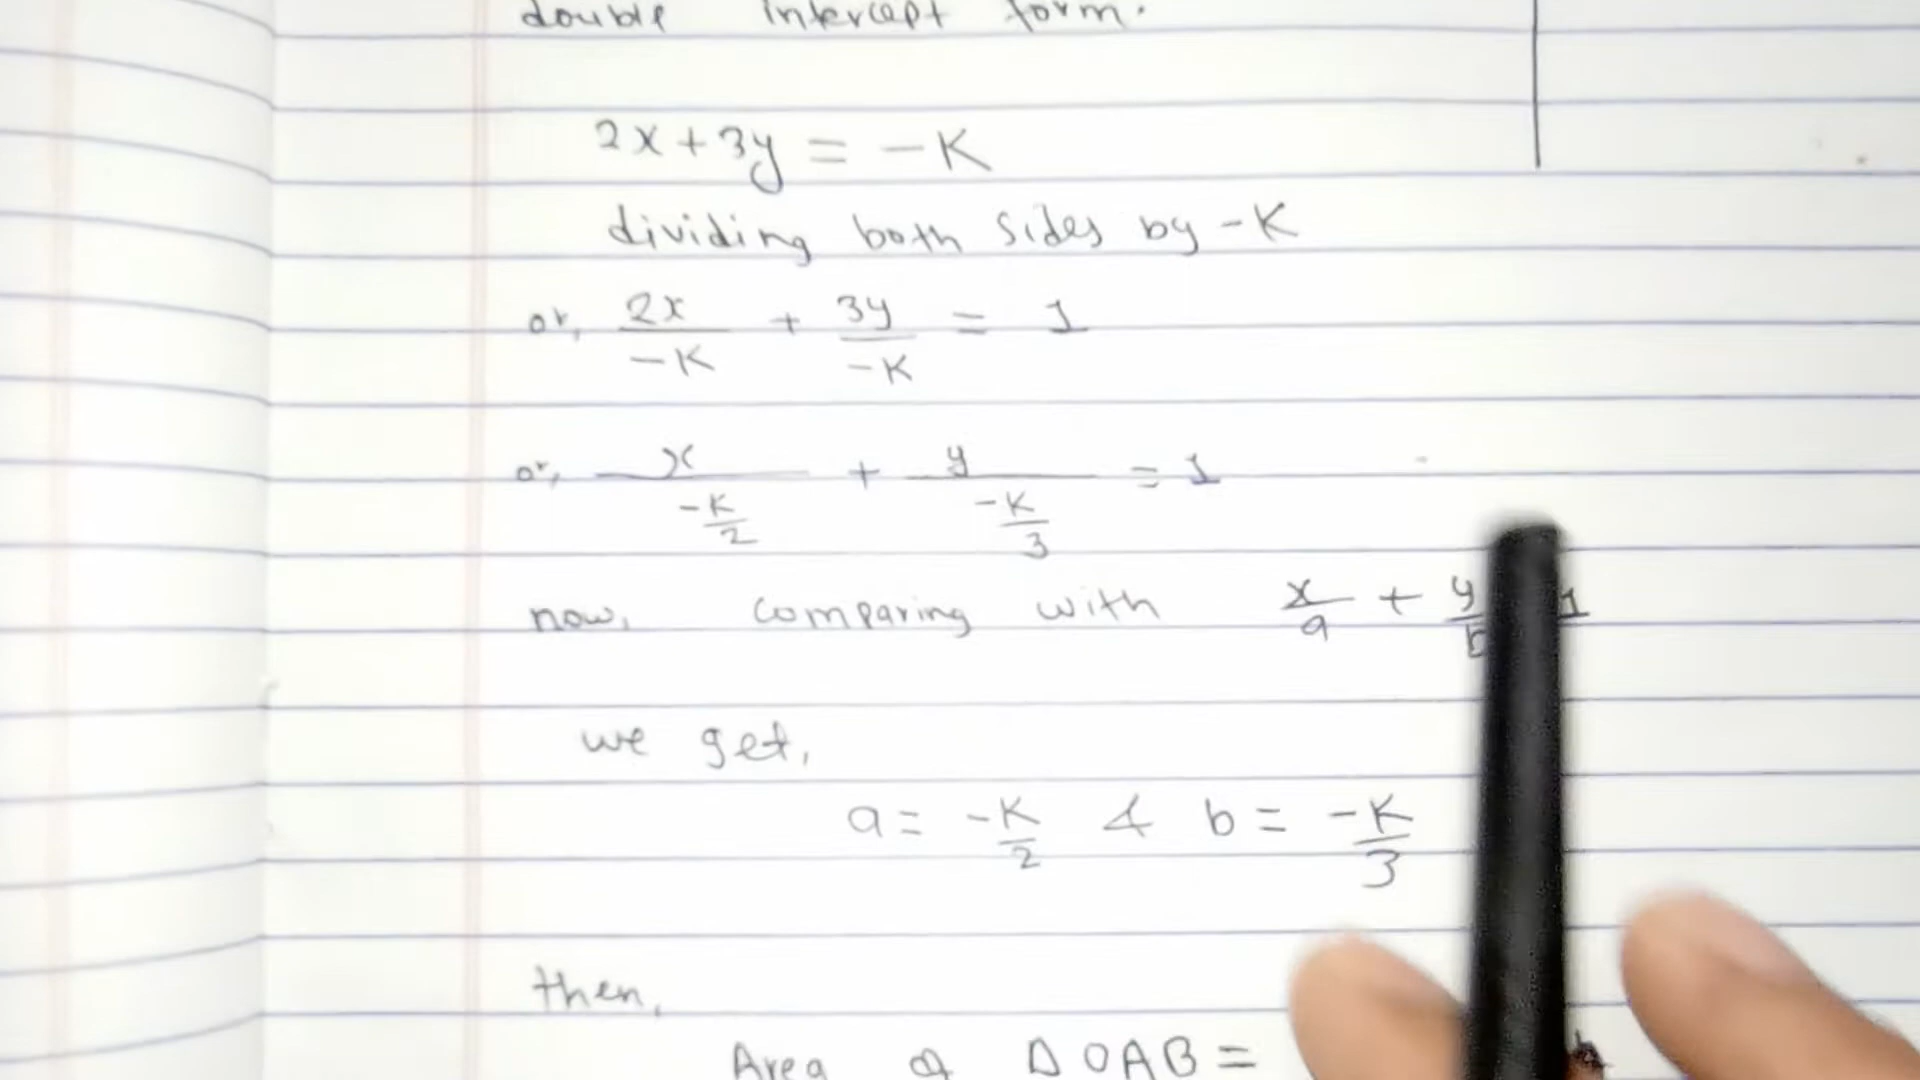 double intercept form.
2x + 3y = -K
dividing both sides by -K
or, 2x/-K + 3y/-K = 1
or, x/(-K/2) + y/(-K/3) = 1
now, comparing with x/a + y/b 1
we get,
a = -K/2 & b = -K/3
then,
Area of ΔOAB =